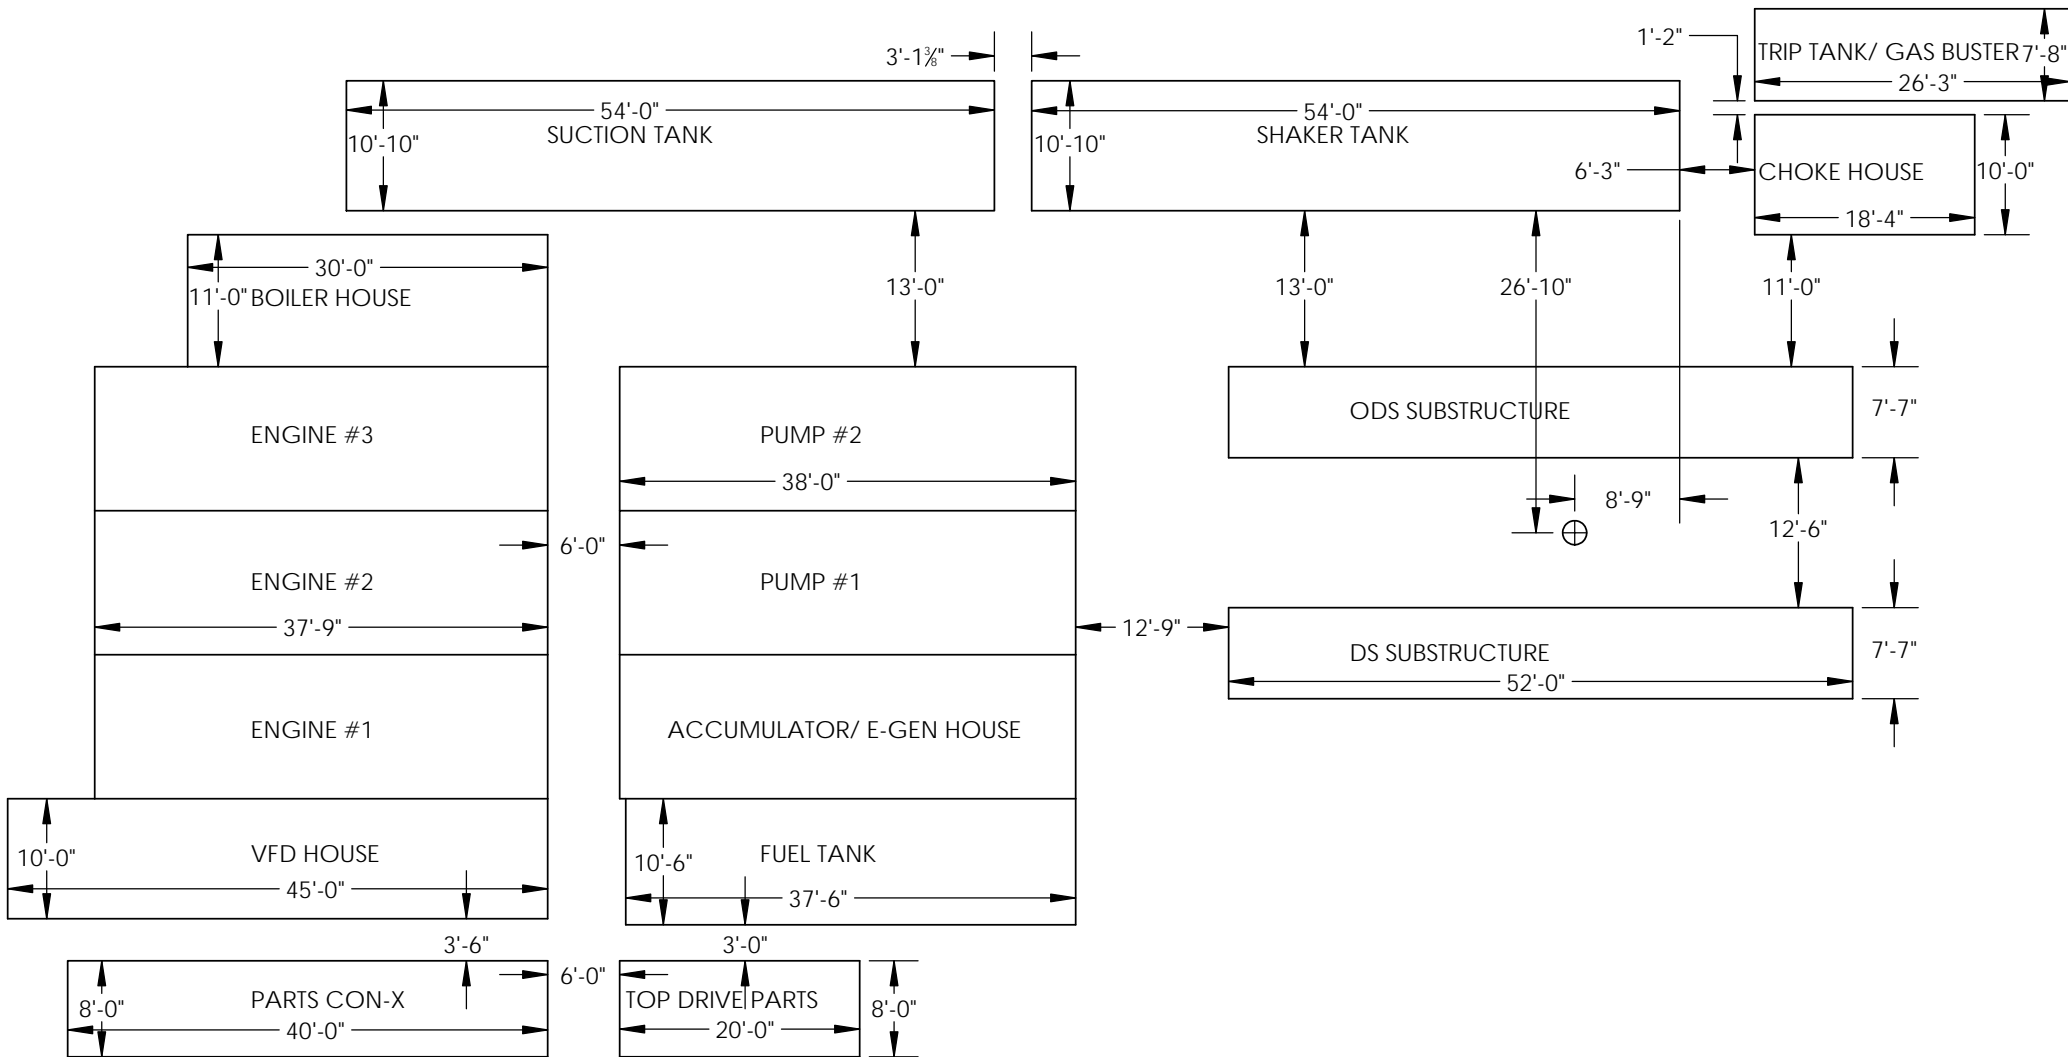 3'-1⅜"
1'-2"
TRIP TANK/ GAS BUSTER
7'-8"
26'-3"
54'-0"
SUCTION TANK
10'-10"
54'-0"
SHAKER TANK
10'-10"
6'-3"
CHOKE HOUSE
10'-0"
18'-4"
30'-0"
11'-0"
BOILER HOUSE
13'-0"
13'-0"
26'-10"
11'-0"
ENGINE #3
PUMP #2
38'-0"
ODS SUBSTRUCTURE
7'-7"
8'-9"
12'-6"
6'-0"
ENGINE #2
37'-9"
PUMP #1
12'-9"
DS SUBSTRUCTURE
52'-0"
7'-7"
ENGINE #1
ACCUMULATOR/ E-GEN HOUSE
10'-0"
VFD HOUSE
45'-0"
10'-6"
FUEL TANK
37'-6"
3'-6"
3'-0"
6'-0"
8'-0"
PARTS CON-X
40'-0"
TOP DRIVE PARTS
20'-0"
8'-0"